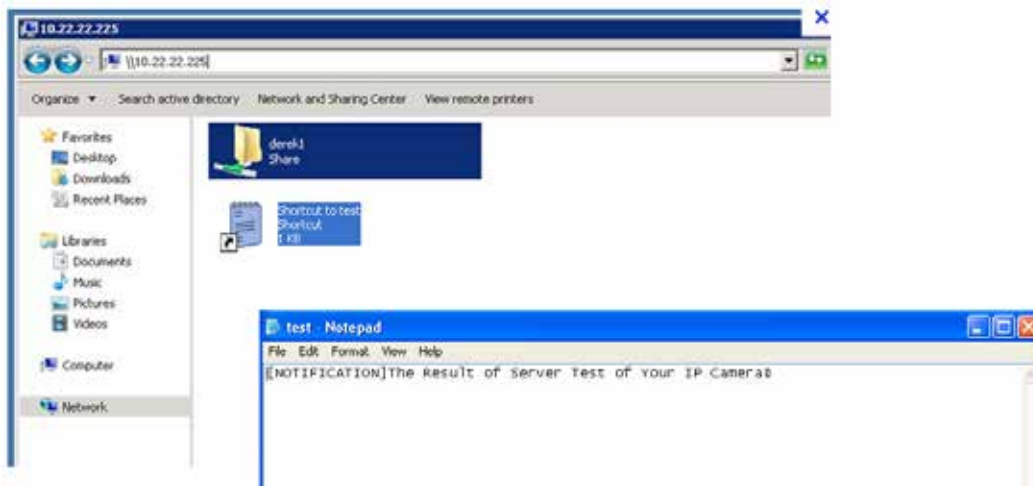 10.22.22.225
\\10.22.22.225
Organize Search active directory Network and Sharing Center View remote printers
Favorites
Desktop
Downloads
Recent Places
Libraries
Documents
Music
Pictures
Videos
Computer
Network
derek1
Share
Shortcut to test
Shortcut
1 KB
test - Notepad
File Edit Format View Help
[NOTIFICATION]The Result of Server Test of Your IP Camera